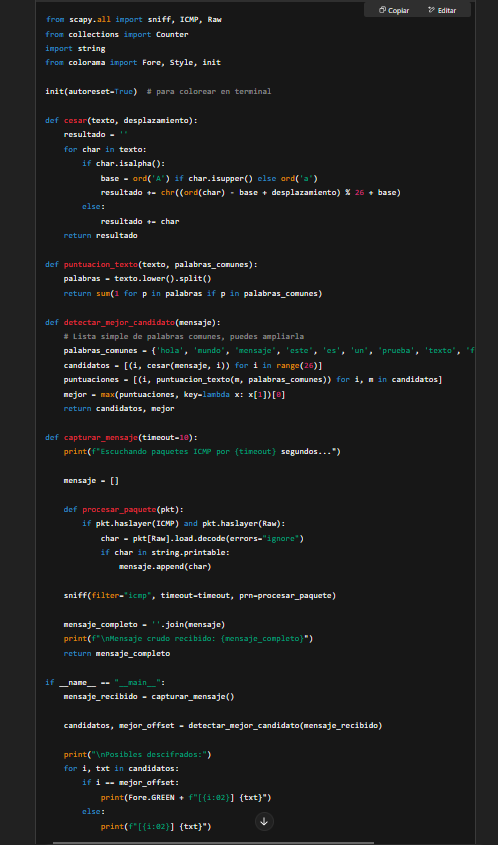 Copiar Editar
from scapy.all import sniff, ICMP, Raw
from collections import Counter
import string
from colorama import Fore, Style, init
init(autoreset=True)  # para colorear en terminal
def cesar(texto, desplazamiento):
    resultado = ''
    for char in texto:
        if char.isalpha():
            base = ord('A') if char.isupper() else ord('a')
            resultado += chr((ord(char) - base + desplazamiento) % 26 + base)
        else:
            resultado += char
    return resultado
def puntuacion_texto(texto, palabras_comunes):
    palabras = texto.lower().split()
    return sum(1 for p in palabras if p in palabras_comunes)
def detectar_mejor_candidato(mensaje):
    # Lista simple de palabras comunes, puedes ampliarla
    palabras_comunes = {'hola', 'mundo', 'mensaje', 'este', 'es', 'un', 'prueba', 'texto', 'f
    candidatos = [(i, cesar(mensaje, i)) for i in range(26)]
    puntuaciones = [(i, puntuacion_texto(m, palabras_comunes)) for i, m in candidatos]
    mejor = max(puntuaciones, key=lambda x: x[1])[0]
    return candidatos, mejor
def capturar_mensaje(timeout=10):
    print(f"Escuchando paquetes ICMP por {timeout} segundos...")
    mensaje = []
    def procesar_paquete(pkt):
        if pkt.haslayer(ICMP) and pkt.haslayer(Raw):
            char = pkt[Raw].load.decode(errors="ignore")
            if char in string.printable:
                mensaje.append(char)
    sniff(filter="icmp", timeout=timeout, prn=procesar_paquete)
    mensaje_completo = ''.join(mensaje)
    print(f"\nMensaje crudo recibido: {mensaje_completo}")
    return mensaje_completo
if __name__ == "__main__":
    mensaje_recibido = capturar_mensaje()
    candidatos, mejor_offset = detectar_mejor_candidato(mensaje_recibido)
    print("\nPosibles descifrados:")
    for i, txt in candidatos:
        if i == mejor_offset:
            print(Fore.GREEN + f"[{i:02}] {txt}")
        else:
            print(f"[{i:02}] {txt}")